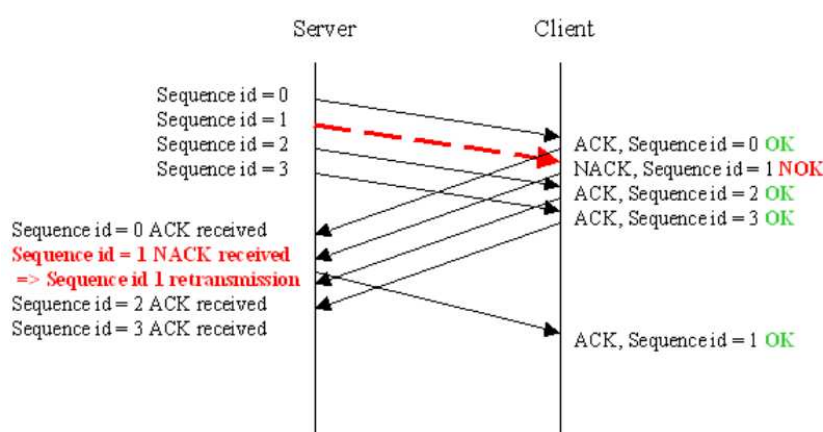 Server
Client
Sequence id = 0
Sequence id = 1
Sequence id = 2
Sequence id = 3
ACK, Sequence id = 0 OK
NACK, Sequence id = 1 NOK
ACK, Sequence id = 2 OK
ACK, Sequence id = 3 OK
Sequence id = 0 ACK received
Sequence id = 1 NACK received
=> Sequence id 1 retransmission
Sequence id = 2 ACK received
Sequence id = 3 ACK received
ACK, Sequence id = 1 OK